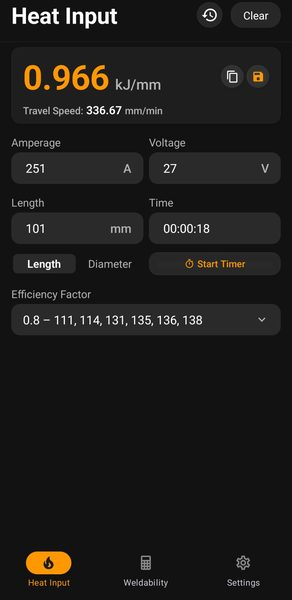 Heat Input
Clear
0.966 kJ/mm
Travel Speed: 336.67 mm/min
Amperage Voltage
251 A 27 V
Length Time
101 mm 00:00:18
Length Diameter Start Timer
Efficiency Factor
0.8 – 111, 114, 131, 135, 136, 138
Heat Input Weldability Settings